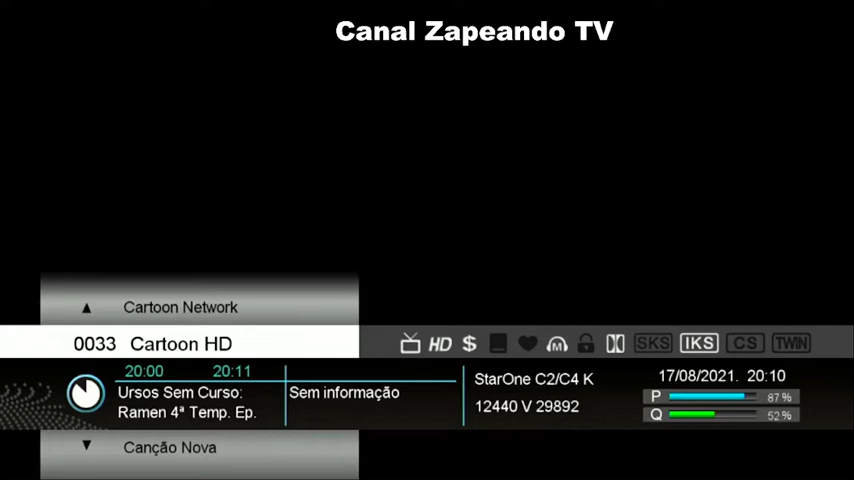 Canal Zapeando TV
Cartoon Network
0033 Cartoon HD HD $ SKS IKS CS TWIN
20:00 20:11
Ursos Sem Curso:
Ramen 4ª Temp. Ep.
Sem informação
StarOne C2/C4 K
12440 V 29892
17/08/2021. 20:10
P 87%
Q 52%
Canção Nova